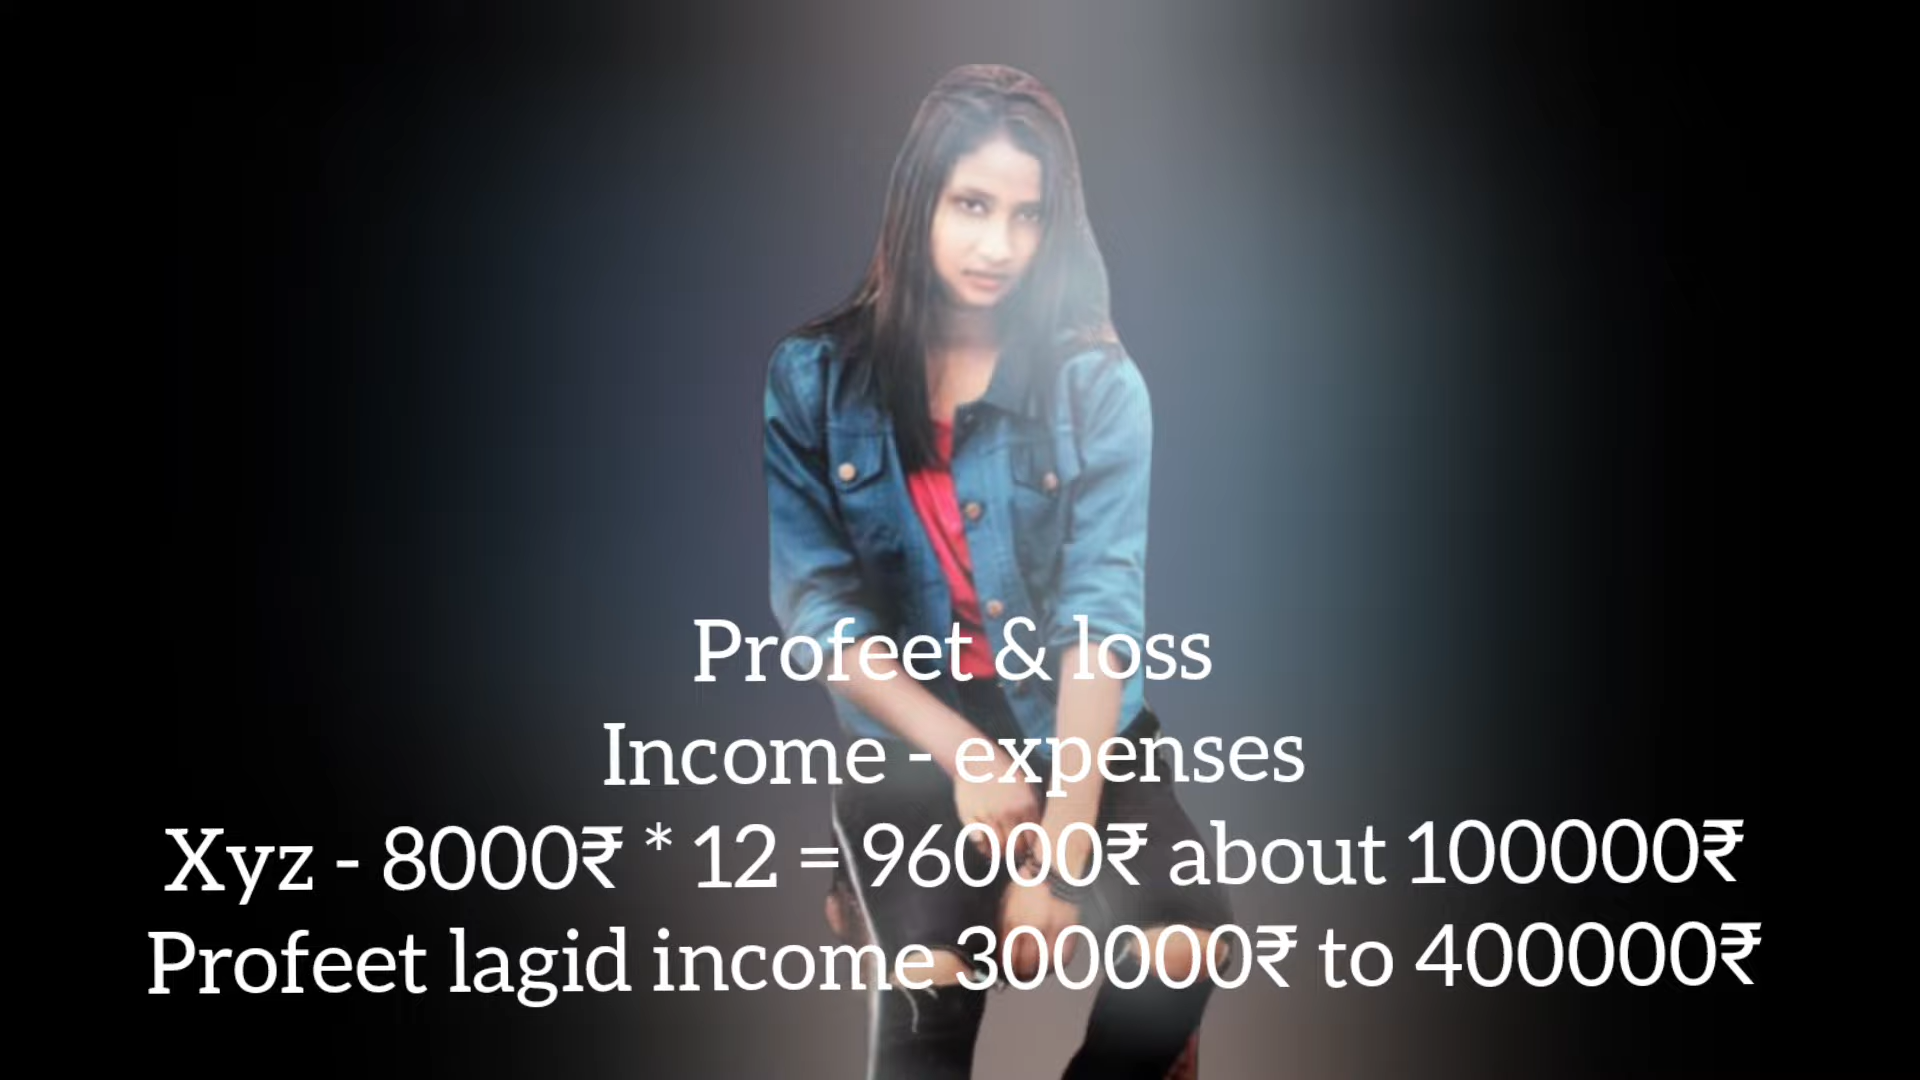 Profeet & loss
Income - expenses
Xyz - 8000₹ * 12 = 96000₹ about 100000₹
Profeet lagid income 300000₹ to 400000₹